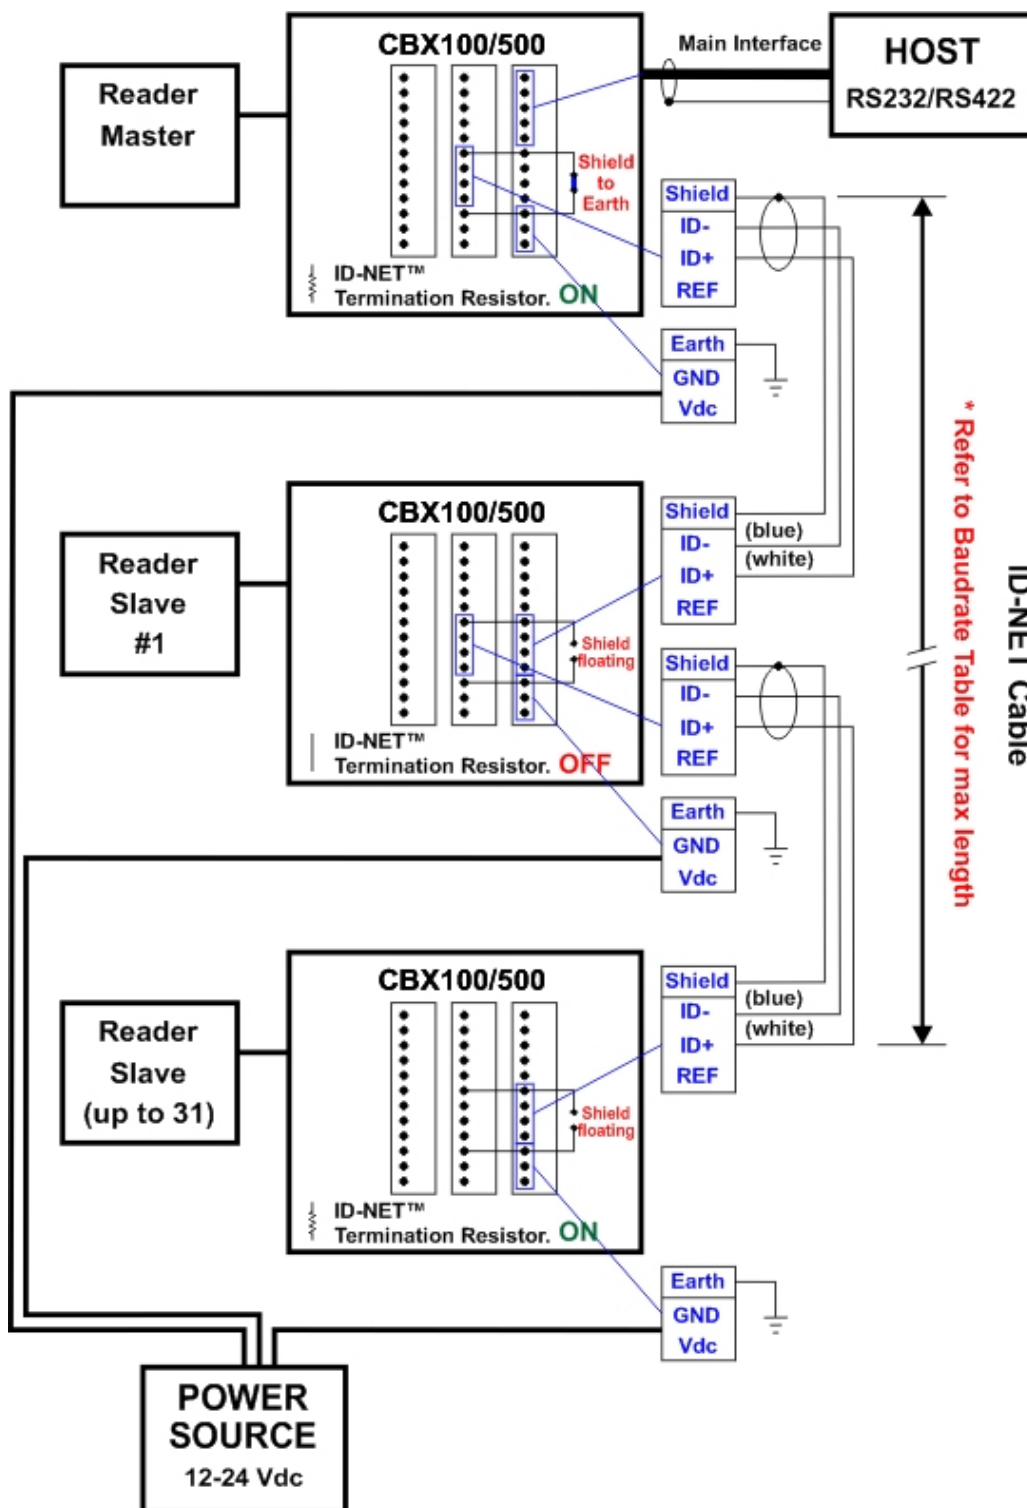 CBX100/500
Main Interface
HOST
RS232/RS422
Reader
Master
Shield
to
Earth
ID-NET™
Termination Resistor. ON
Shield
ID-
ID+
REF
Earth
GND
Vdc
CBX100/500
Reader
Slave
#1
Shield
floating
ID-NET™
Termination Resistor. OFF
Shield
ID-
ID+
REF
(blue)
(white)
Shield
ID-
ID+
REF
Earth
GND
Vdc
ID-NET Cable
* Refer to Baudrate Table for max length
CBX100/500
Reader
Slave
(up to 31)
Shield
floating
ID-NET™
Termination Resistor. ON
Shield
ID-
ID+
REF
(blue)
(white)
Earth
GND
Vdc
POWER
SOURCE
12-24 Vdc